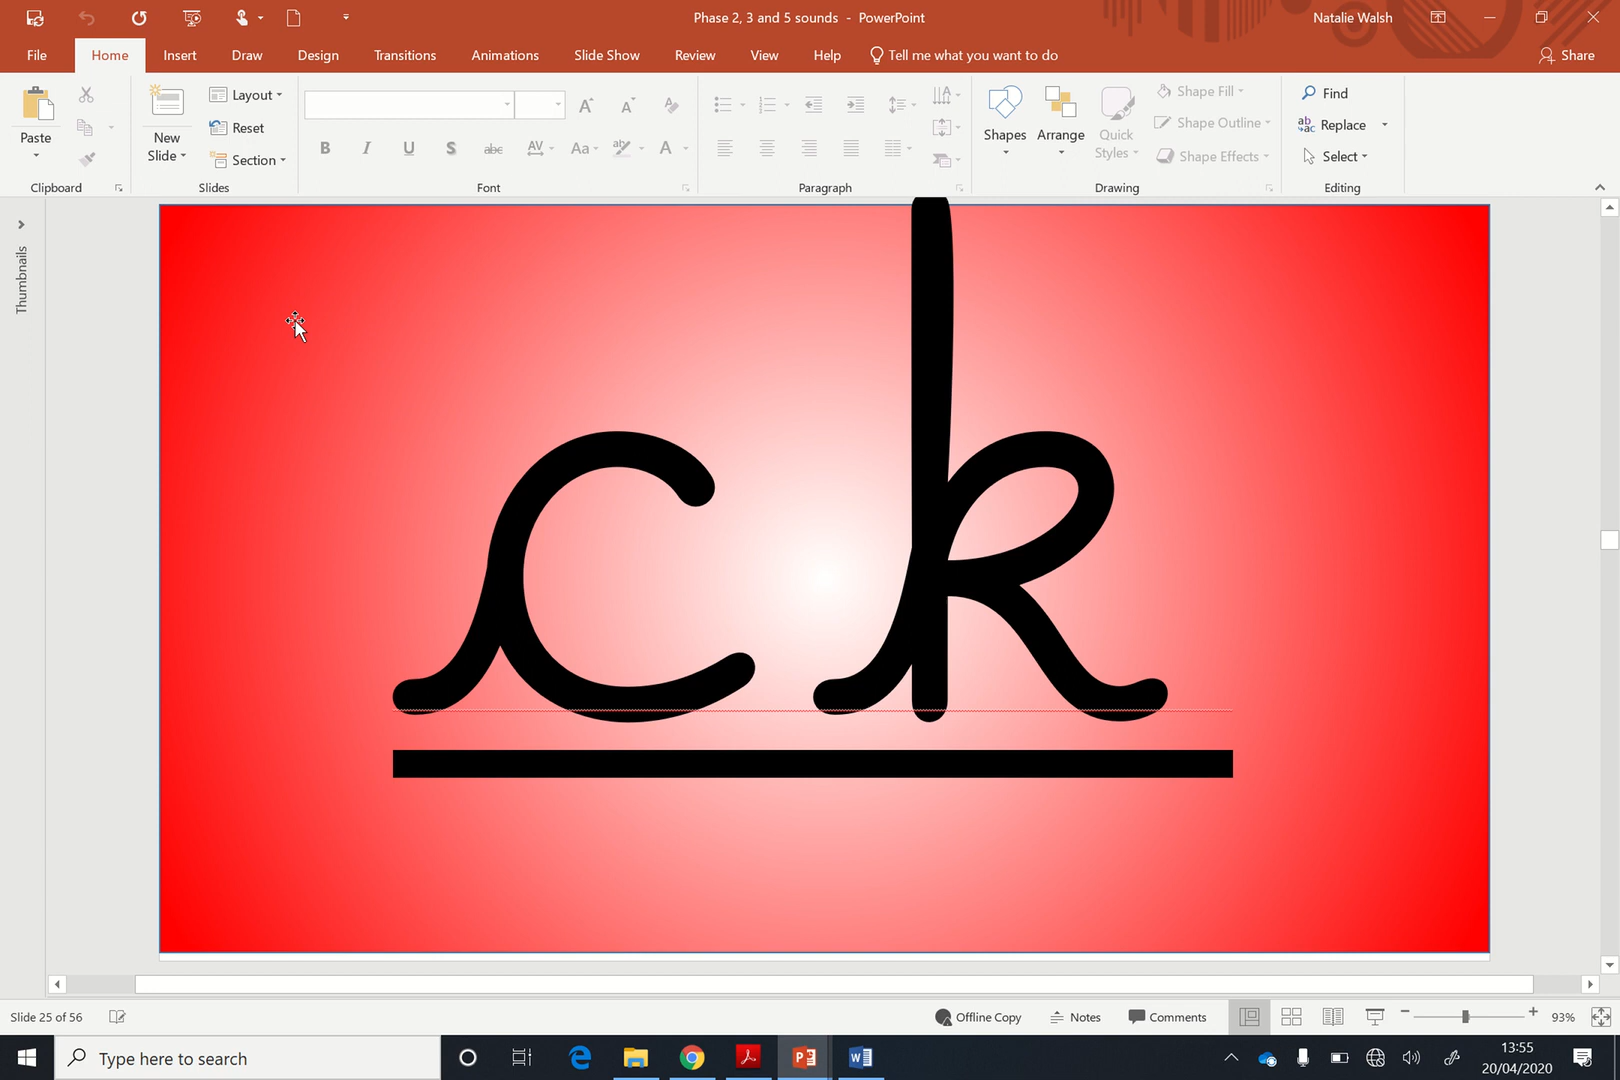 Phase 2, 3 and 5 sounds - PowerPoint
Natalie Walsh
File Home Insert Draw Design Transitions Animations Slide Show Review View Help Tell me what you want to do Share
Paste
Clipboard
New Slide
Layout
Reset
Section
Slides
B I U S abc AV Aa A
Font
Paragraph
Shapes
Arrange
Quick Styles
Shape Fill
Shape Outline
Shape Effects
Drawing
Find
Replace
Select
Editing
Thumbnails
ck
Slide 25 of 56
Offline Copy
Notes
Comments
93%
Type here to search
13:55
20/04/2020